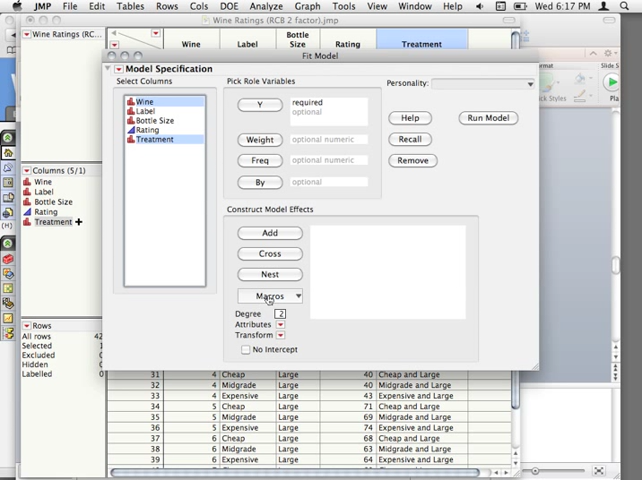 JMP File Edit Tables Rows Cols DOE Analyze Graph Tools View Window Help Wed 6:17 PM
Wine Ratings (RCB 2 factor).jmp
Wine Ratings (RC...
Wine Label Bottle Size Rating Treatment
Fit Model
Model Specification
Select Columns
Wine
Label
Bottle Size
Rating
Treatment
Pick Role Variables
Y required
optional
Weight optional numeric
Freq optional numeric
By optional
Personality:
Help Run Model
Recall
Remove
Construct Model Effects
Add
Cross
Nest
Macros
Degree 2
Attributes
Transform
No Intercept
Columns (5/1)
Wine
Label
Bottle Size
Rating
Treatment
Rows
All rows 42
Selected 1
Excluded 0
Hidden 0
Labelled 0
31 4 Cheap Large 40 Cheap and Large
32 4 Midgrade Large 40 Midgrade and Large
33 4 Expensive Large 43 Expensive and Large
34 5 Cheap Large 71 Cheap and Large
35 5 Midgrade Large 66 Midgrade and Large
36 5 Expensive Large 74 Expensive and Large
37 6 Cheap Large 68 Cheap and Large
38 6 Midgrade Large 63 Midgrade and Large
39 6 Expensive Large Expensive and Large